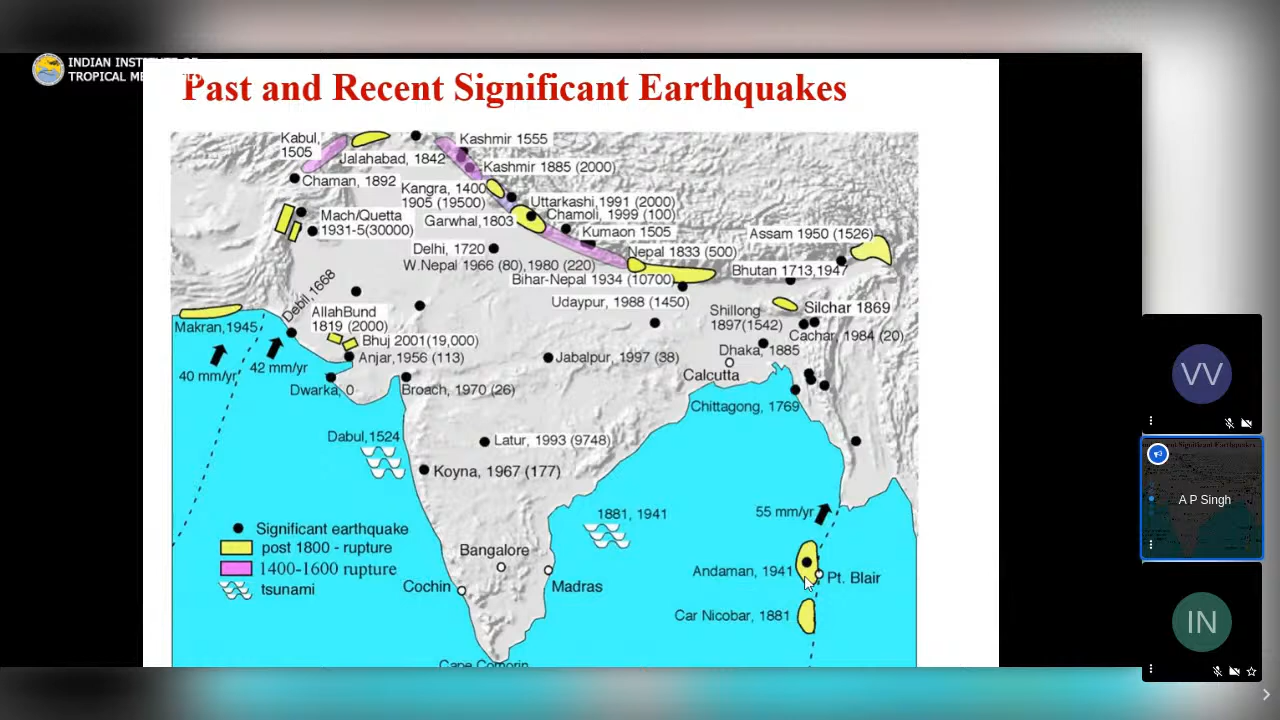 INDIAN INSTITUTE OF
TROPICAL ME
Past and Recent Significant Earthquakes
Kabul,
1505
Jalahabad, 1842
Kashmir 1555
Kashmir 1885 (2000)
Chaman, 1892
Kangra, 1400
1905 (19500)
Uttarkashi,1991 (2000)
Chamoli, 1999 (100)
Mach/Quetta
1931-5(30000)
Garwhal,1803
Kumaon 1505
Assam 1950 (1526)
Delhi, 1720
Nepal 1833 (500)
W.Nepal 1966 (80),1980 (220)
Bhutan 1713,1947
Bihar-Nepal 1934 (10700)
Debil,1668
Udaypur, 1988 (1450)
AllahBund
1819 (2000)
Shillong
1897(1542)
Silchar 1869
Makran,1945
Cachar, 1984 (20)
Bhuj 2001(19,000)
Anjar,1956 (113)
Jabalpur, 1997 (38)
Dhaka, 1885
40 mm/yr
42 mm/yr
Calcutta
Dwarka, 0
Broach, 1970 (26)
Chittagong, 1769
Dabul,1524
Latur, 1993 (9748)
Koyna, 1967 (177)
1881, 1941
55 mm/yr
Significant earthquake
post 1800 - rupture
1400-1600 rupture
tsunami
Bangalore
Cochin
Madras
Andaman, 1941
Pt. Blair
Car Nicobar, 1881
Cape Comorin
VV
A P Singh
IN